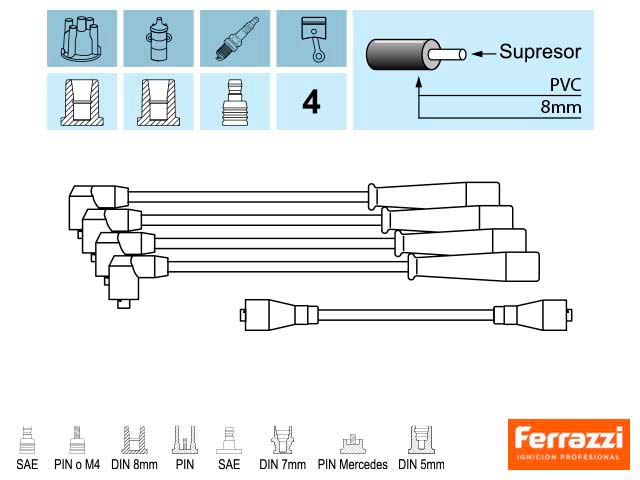 Supresor
PVC
8mm
4
SAE PIN o M4 DIN 8mm PIN SAE DIN 7mm PIN Mercedes DIN 5mm
Ferrazzi
IGNICION PROFESIONAL